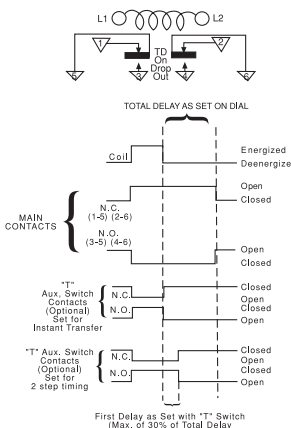 L1 L2
1 2
TD
On
Drop
Out
5 3 4 6
TOTAL DELAY AS SET ON DIAL
Coil
Energized
Deenergize
MAIN
CONTACTS
N.C.
(1-5) (2-6)
Open
Closed
N.O.
(3-5) (4-6)
Open
Closed
"T"
Aux. Switch
Contacts
(Optional)
Set for
Instant Transfer
N.C.
Closed
Open
N.O.
Closed
Open
"T" Aux. Switch
Contacts
(Optional)
Set for
2 step timing
N.C.
Closed
Open
N.O.
Closed
Open
First Delay as Set with "T" Switch
(Max. of 30% of Total Delay